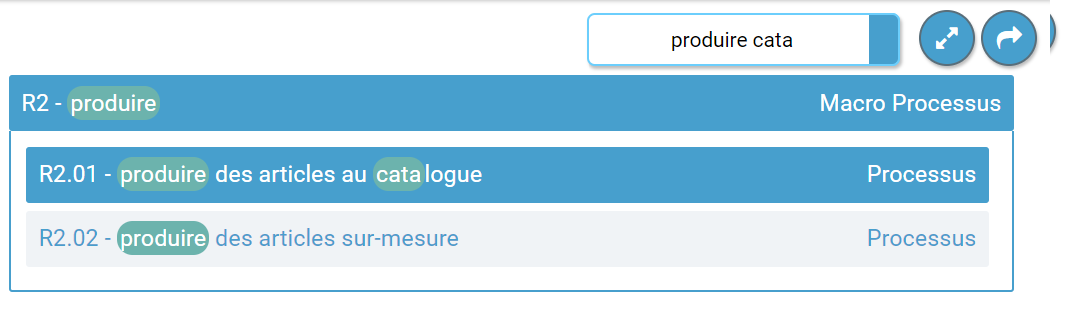 produire cata
R2 - produire Macro Processus
R2.01 - produire des articles au catalogue Processus
R2.02 - produire des articles sur-mesure Processus